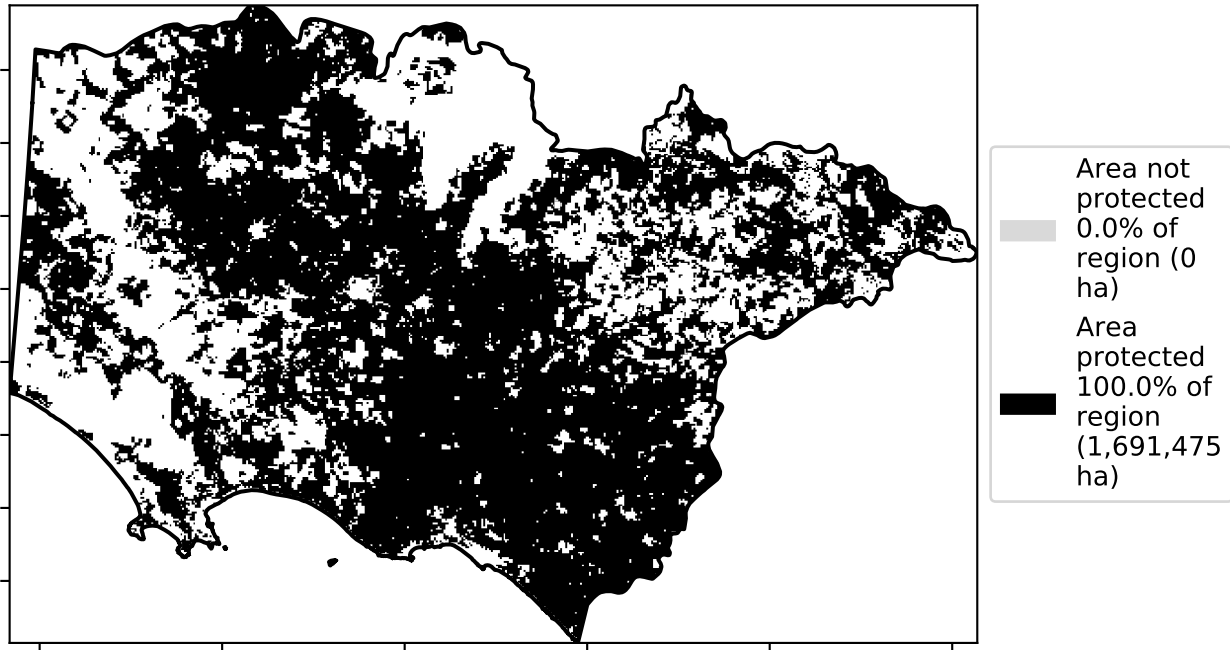 Area not
protected
0.0% of
region (0
ha)
Area
protected
100.0% of
region
(1,691,475
ha)